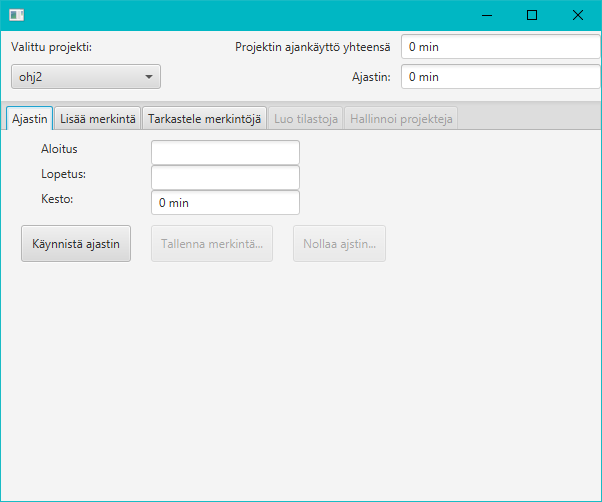 Valittu projekti:
Projektin ajankäyttö yhteensä
0 min
ohj2
Ajastin:
0 min
Ajastin
Lisää merkintä
Tarkastele merkintöjä
Luo tilastoja
Hallinnoi projekteja
Aloitus
Lopetus:
Kesto:
0 min
Käynnistä ajastin
Tallenna merkintä...
Nollaa ajstin...